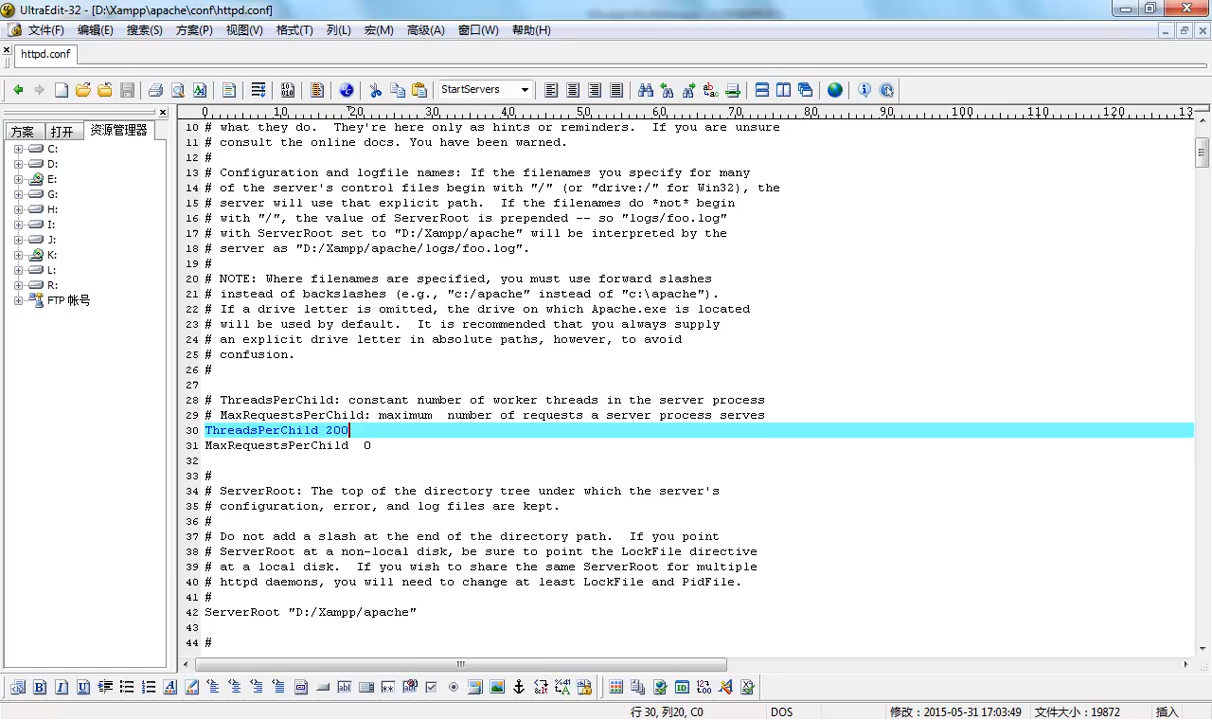 UltraEdit-32 - [D:\Xampp\apache\conf\httpd.conf]
文件(F) 编辑(E) 搜索(S) 方案(P) 视图(V) 格式(T) 列(L) 宏(M) 高级(A) 窗口(W) 帮助(H)
httpd.conf
StartServers
方案 打开 资源管理器
0 10 20 30 40 50 60 70 80 90 100 110 120 13
C:
D:
E:
G:
H:
I:
J:
K:
L:
R:
FTP 帐号
10 # what they do.  They're here only as hints or reminders.  If you are unsure
11 # consult the online docs. You have been warned.
12 #
13 # Configuration and logfile names: If the filenames you specify for many
14 # of the server's control files begin with "/" (or "drive:/" for Win32), the
15 # server will use that explicit path.  If the filenames do *not* begin
16 # with "/", the value of ServerRoot is prepended -- so "logs/foo.log"
17 # with ServerRoot set to "D:/Xampp/apache" will be interpreted by the
18 # server as "D:/Xampp/apache/logs/foo.log".
19 #
20 # NOTE: Where filenames are specified, you must use forward slashes
21 # instead of backslashes (e.g., "c:/apache" instead of "c:\apache").
22 # If a drive letter is omitted, the drive on which Apache.exe is located
23 # will be used by default.  It is recommended that you always supply
24 # an explicit drive letter in absolute paths, however, to avoid
25 # confusion.
26 #
27
28 # ThreadsPerChild: constant number of worker threads in the server process
29 # MaxRequestsPerChild: maximum  number of requests a server process serves
30 ThreadsPerChild 200
31 MaxRequestsPerChild  0
32
33 #
34 # ServerRoot: The top of the directory tree under which the server's
35 # configuration, error, and log files are kept.
36 #
37 # Do not add a slash at the end of the directory path.  If you point
38 # ServerRoot at a non-local disk, be sure to point the LockFile directive
39 # at a local disk.  If you wish to share the same ServerRoot for multiple
40 # httpd daemons, you will need to change at least LockFile and PidFile.
41 #
42 ServerRoot "D:/Xampp/apache"
43
44 #
行 30, 列20, C0 DOS 修改：2015-05-31 17:03:49 文件大小：19872 插入